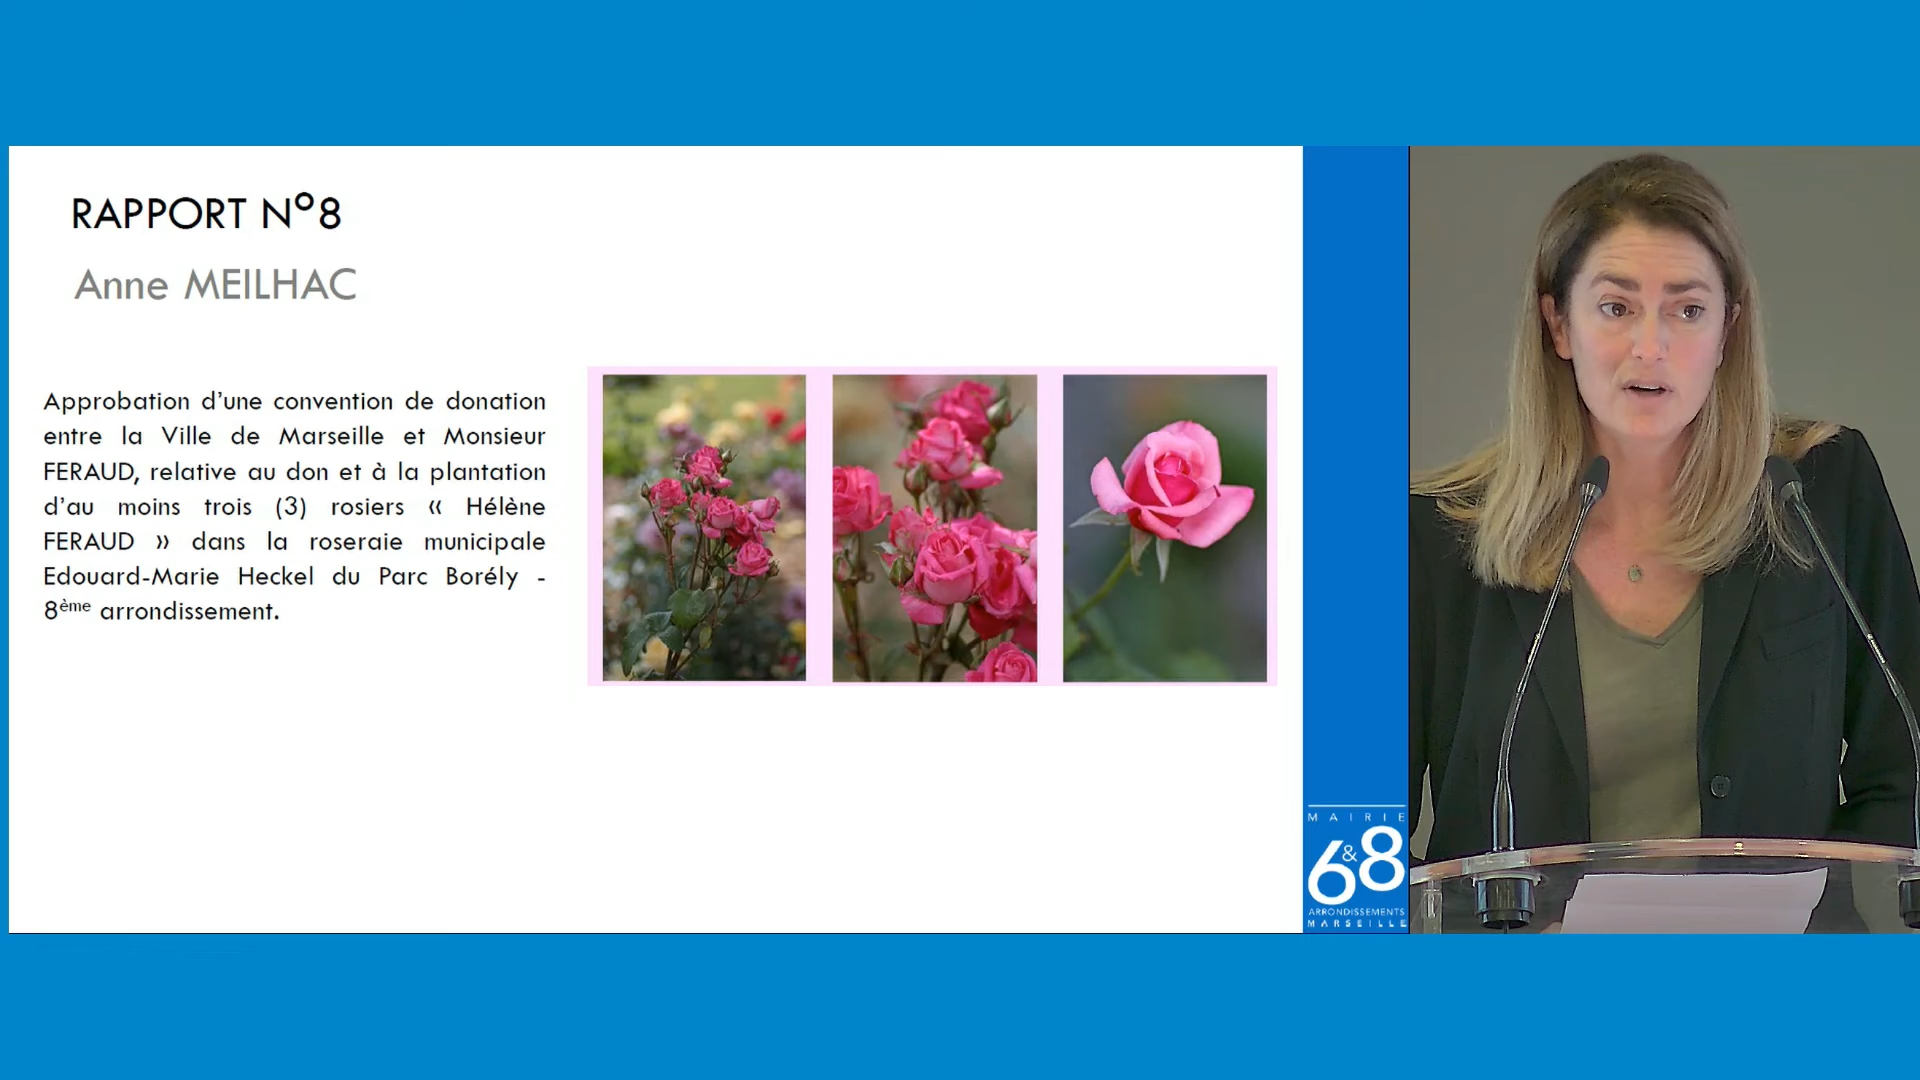 RAPPORT N°8
Anne MEILHAC
Approbation d’une convention de donation
entre la Ville de Marseille et Monsieur
FERAUD, relative au don et à la plantation
d’au moins trois (3) rosiers « Hélène
FERAUD » dans la roseraie municipale
Edouard-Marie Heckel du Parc Borély -
8ème arrondissement.
MAIRIE
6&8
ARRONDISSEMENTS
MARSEILLE